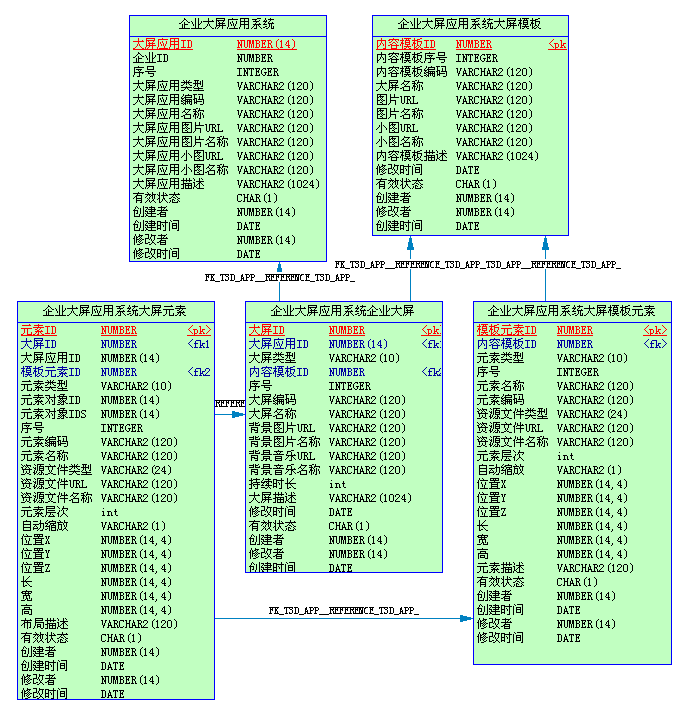 企业大屏应用系统
大屏应用ID NUMBER(14)
企业ID NUMBER
序号 INTEGER
大屏应用类型 VARCHAR2(120)
大屏应用编码 VARCHAR2(120)
大屏应用名称 VARCHAR2(120)
大屏应用图片URL VARCHAR2(120)
大屏应用图片名称 VARCHAR2(120)
大屏应用小图URL VARCHAR2(120)
大屏应用小图名称 VARCHAR2(120)
大屏应用描述 VARCHAR2(1024)
有效状态 CHAR(1)
创建者 NUMBER(14)
创建时间 DATE
修改者 NUMBER(14)
修改时间 DATE
企业大屏应用系统大屏模板
内容模板ID NUMBER <pk
内容模板序号 INTEGER
内容模板编码 VARCHAR2(120)
大屏名称 VARCHAR2(120)
图片URL VARCHAR2(120)
图片名称 VARCHAR2(120)
小图URL VARCHAR2(120)
小图名称 VARCHAR2(120)
内容模板描述 VARCHAR2(1024)
修改时间 DATE
有效状态 CHAR(1)
创建者 NUMBER(14)
修改者 NUMBER(14)
创建时间 DATE
FK_T3D_APP__REFERENCE_T3D_APP_
FK_T3D_APP__REFERENCE_T3D_APP_T3D_APP__REFERENCE_T3D_APP_
企业大屏应用系统大屏元素
元素ID NUMBER <pk>
大屏ID NUMBER <fk1
大屏应用ID NUMBER(14)
模板元素ID NUMBER <fk2
元素类型 VARCHAR2(10)
元素对象ID NUMBER(14)
元素对象IDS NUMBER(14)
序号 INTEGER
元素编码 VARCHAR2(120)
元素名称 VARCHAR2(120)
资源文件类型 VARCHAR2(24)
资源文件URL VARCHAR2(120)
资源文件名称 VARCHAR2(120)
元素层次 int
自动缩放 VARCHAR2(1)
位置X NUMBER(14,4)
位置Y NUMBER(14,4)
位置Z NUMBER(14,4)
长 NUMBER(14,4)
宽 NUMBER(14,4)
高 NUMBER(14,4)
布局描述 VARCHAR2(120)
有效状态 CHAR(1)
创建者 NUMBER(14)
创建时间 DATE
修改者 NUMBER(14)
修改时间 DATE
REFERE
企业大屏应用系统企业大屏
大屏ID NUMBER <pk
大屏应用ID NUMBER(14) <fk
大屏类型 VARCHAR2(10)
内容模板ID NUMBER <fk2
序号 INTEGER
大屏编码 VARCHAR2(120)
大屏名称 VARCHAR2(120)
背景图片URL VARCHAR2(120)
背景图片名称 VARCHAR2(120)
背景音乐URL VARCHAR2(120)
背景音乐名称 VARCHAR2(120)
持续时长 int
大屏描述 VARCHAR2(1024)
修改时间 DATE
有效状态 CHAR(1)
创建者 NUMBER(14)
修改者 NUMBER(14)
创建时间 DATE
FK_T3D_APP__REFERENCE_T3D_APP_
企业大屏应用系统大屏模板元素
模板元素ID NUMBER <pk>
内容模板ID NUMBER <fk>
元素类型 VARCHAR2(10)
序号 INTEGER
元素名称 VARCHAR2(120)
元素编码 VARCHAR2(120)
资源文件类型 VARCHAR2(24)
资源文件URL VARCHAR2(120)
资源文件名称 VARCHAR2(120)
元素层次 int
自动缩放 VARCHAR2(1)
位置X NUMBER(14,4)
位置Y NUMBER(14,4)
位置Z NUMBER(14,4)
长 NUMBER(14,4)
宽 NUMBER(14,4)
高 NUMBER(14,4)
元素描述 VARCHAR2(120)
有效状态 CHAR(1)
创建者 NUMBER(14)
创建时间 DATE
修改者 NUMBER(14)
修改时间 DATE